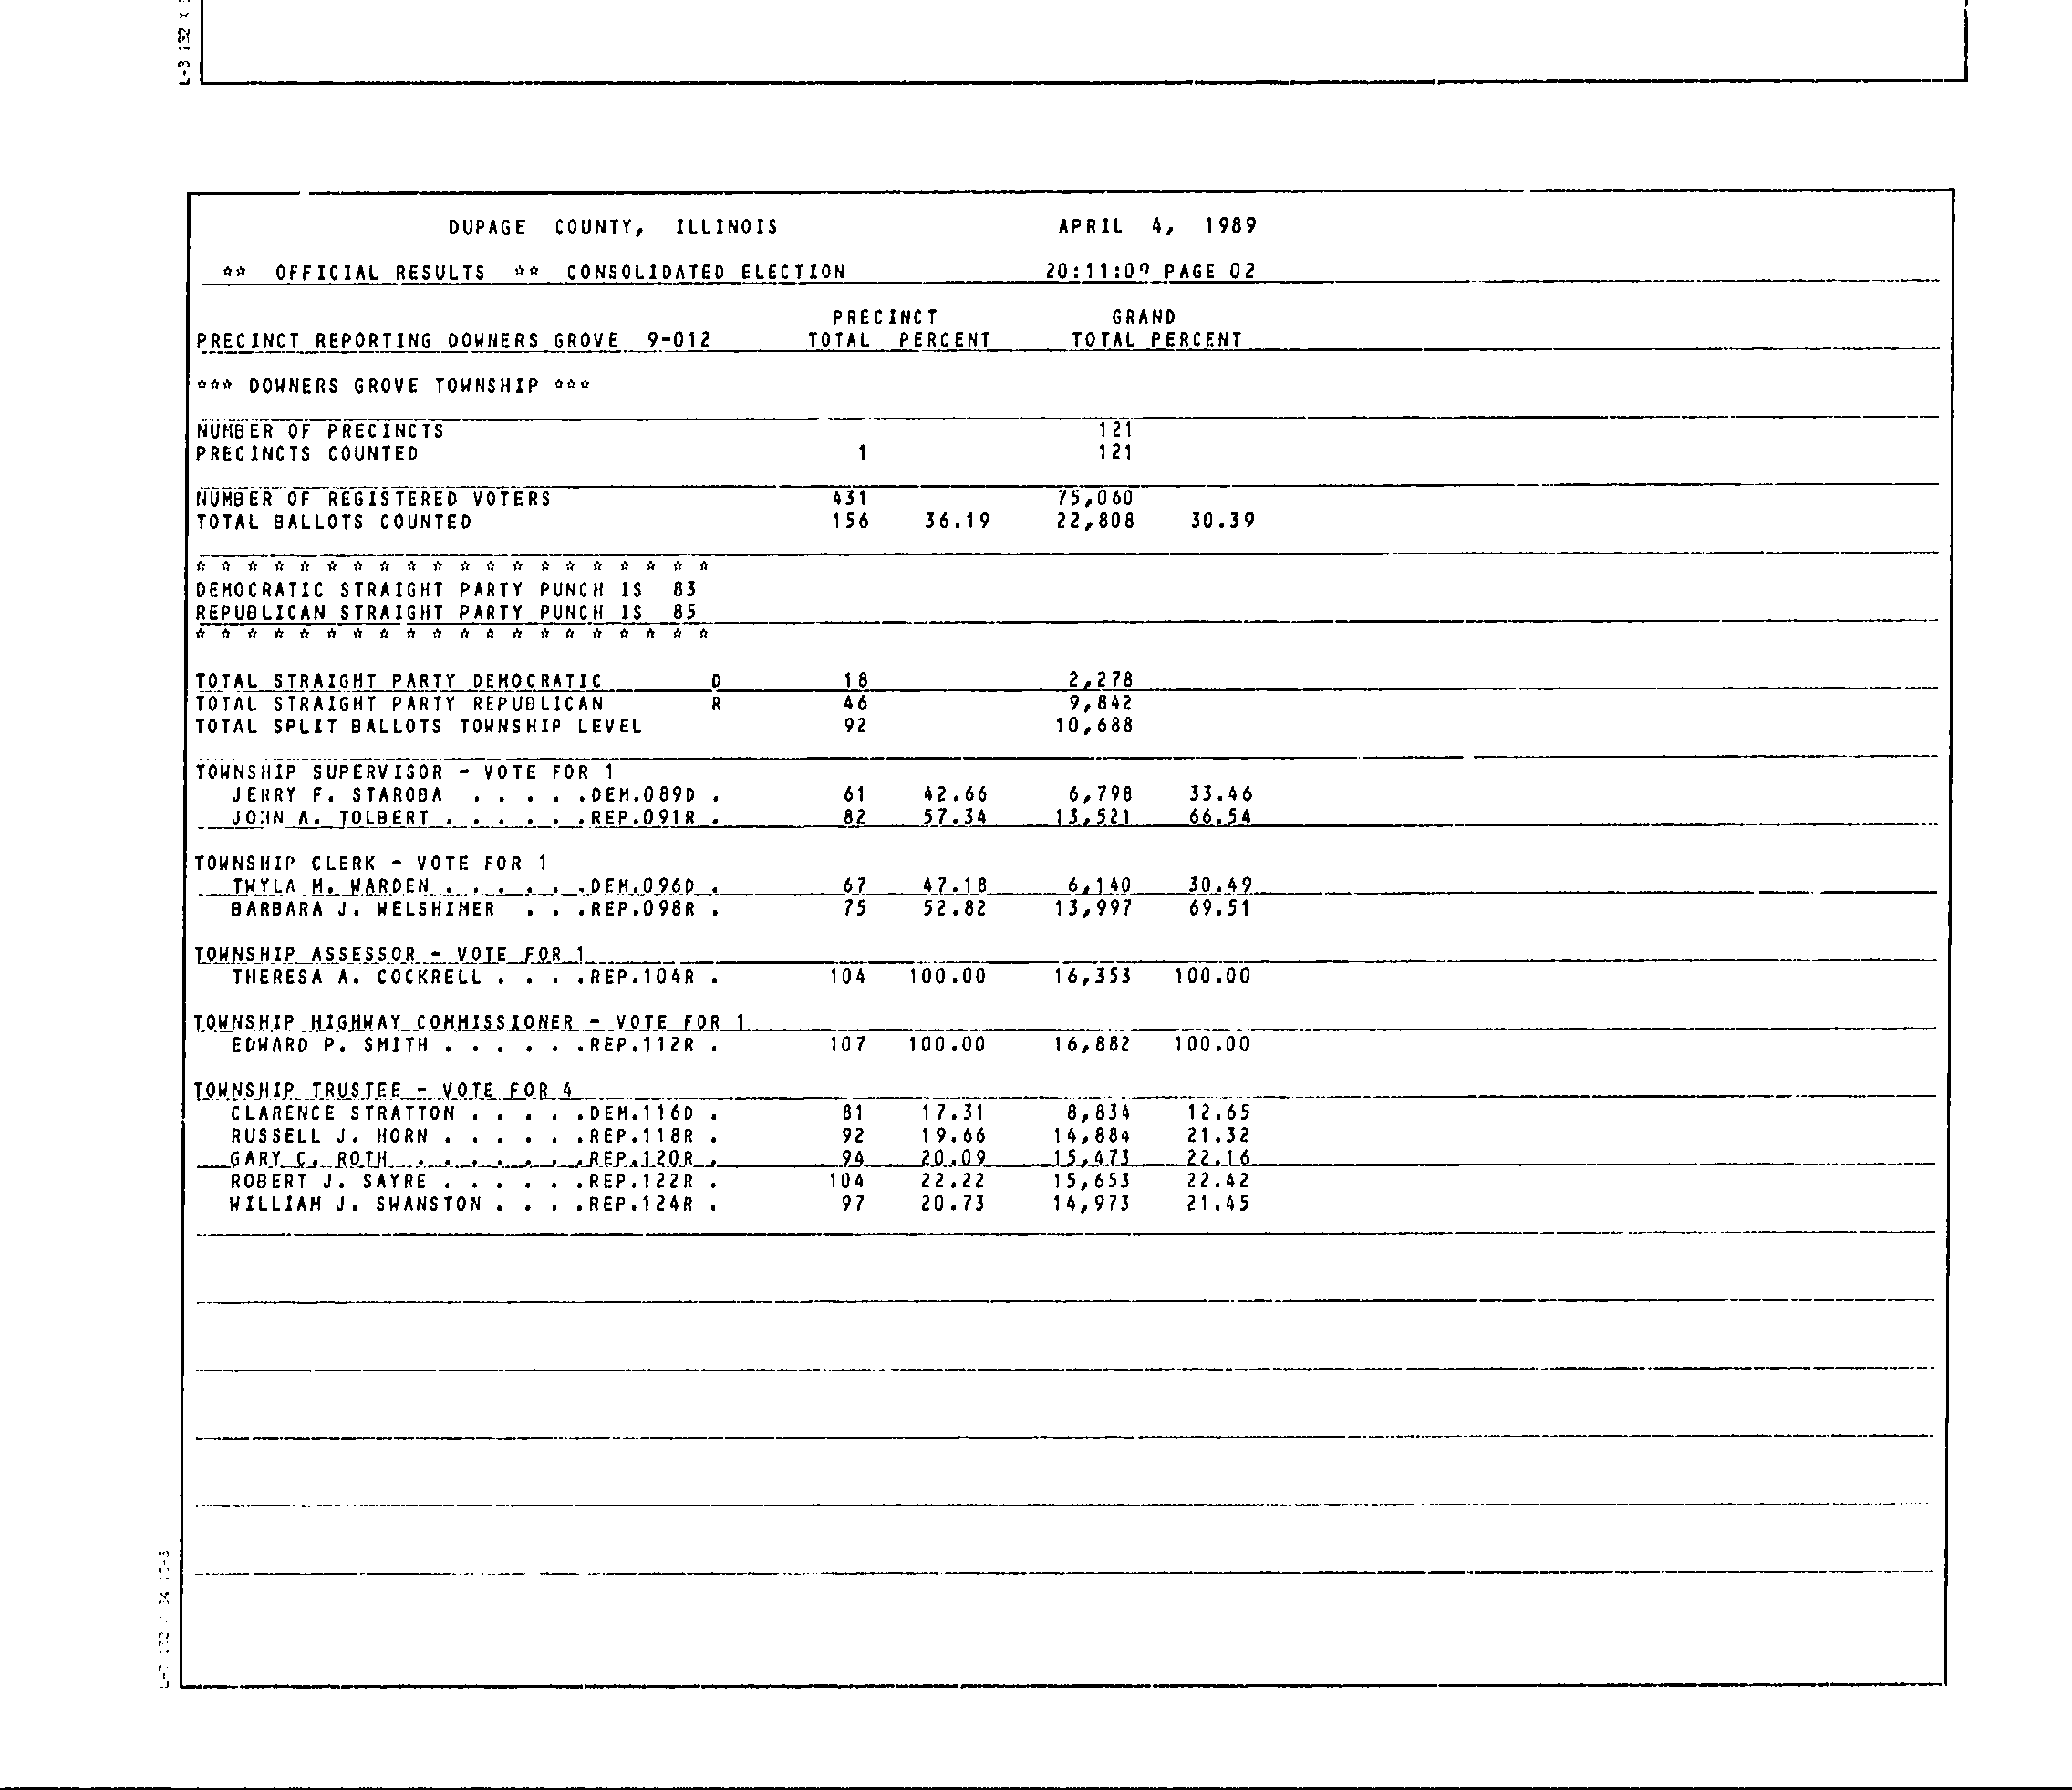 L-3 132 X
DUPAGE COUNTY, ILLINOIS APRIL 4, 1989
** OFFICIAL RESULTS ** CONSOLIDATED ELECTION 20:11:09 PAGE 02
PRECINCT GRAND
PRECINCT REPORTING DOWNERS GROVE 9-012 TOTAL PERCENT TOTAL PERCENT
*** DOWNERS GROVE TOWNSHIP ***
NUMBER OF PRECINCTS 121
PRECINCTS COUNTED 1 121
NUMBER OF REGISTERED VOTERS 431 75,060
TOTAL BALLOTS COUNTED 156 36.19 22,808 30.39
* * * * * * * * * * * * * * * * * * * *
DEMOCRATIC STRAIGHT PARTY PUNCH IS 83
REPUBLICAN STRAIGHT PARTY PUNCH IS 85
* * * * * * * * * * * * * * * * * * * *
TOTAL STRAIGHT PARTY DEMOCRATIC D 18 2,278
TOTAL STRAIGHT PARTY REPUBLICAN R 46 9,842
TOTAL SPLIT BALLOTS TOWNSHIP LEVEL 92 10,688
TOWNSHIP SUPERVISOR - VOTE FOR 1
JERRY F. STAROBA . . . . .DEM.089D . 61 42.66 6,798 33.46
JOHN A. TOLBERT . . . . . .REP.091R . 82 57.34 13,521 66.54
TOWNSHIP CLERK - VOTE FOR 1
TWYLA M. WARDEN . . . . . .DEM.096D . 67 47.18 6,140 30.49
BARBARA J. WELSHIMER . . .REP.098R . 75 52.82 13,997 69.51
TOWNSHIP ASSESSOR - VOTE FOR 1
THERESA A. COCKRELL . . . .REP.104R . 104 100.00 16,353 100.00
TOWNSHIP HIGHWAY COMMISSIONER - VOTE FOR 1
EDWARD P. SMITH . . . . . .REP.112R . 107 100.00 16,882 100.00
TOWNSHIP TRUSTEE - VOTE FOR 4
CLARENCE STRATTON . . . . .DEM.116D . 81 17.31 8,834 12.65
RUSSELL J. HORN . . . . . .REP.118R . 92 19.66 14,884 21.32
GARY C. ROTH . . . . . . .REP.120R . 94 20.09 15,473 22.16
ROBERT J. SAYRE . . . . . .REP.122R . 104 22.22 15,653 22.42
WILLIAM J. SWANSTON . . . .REP.124R . 97 20.73 14,973 21.45